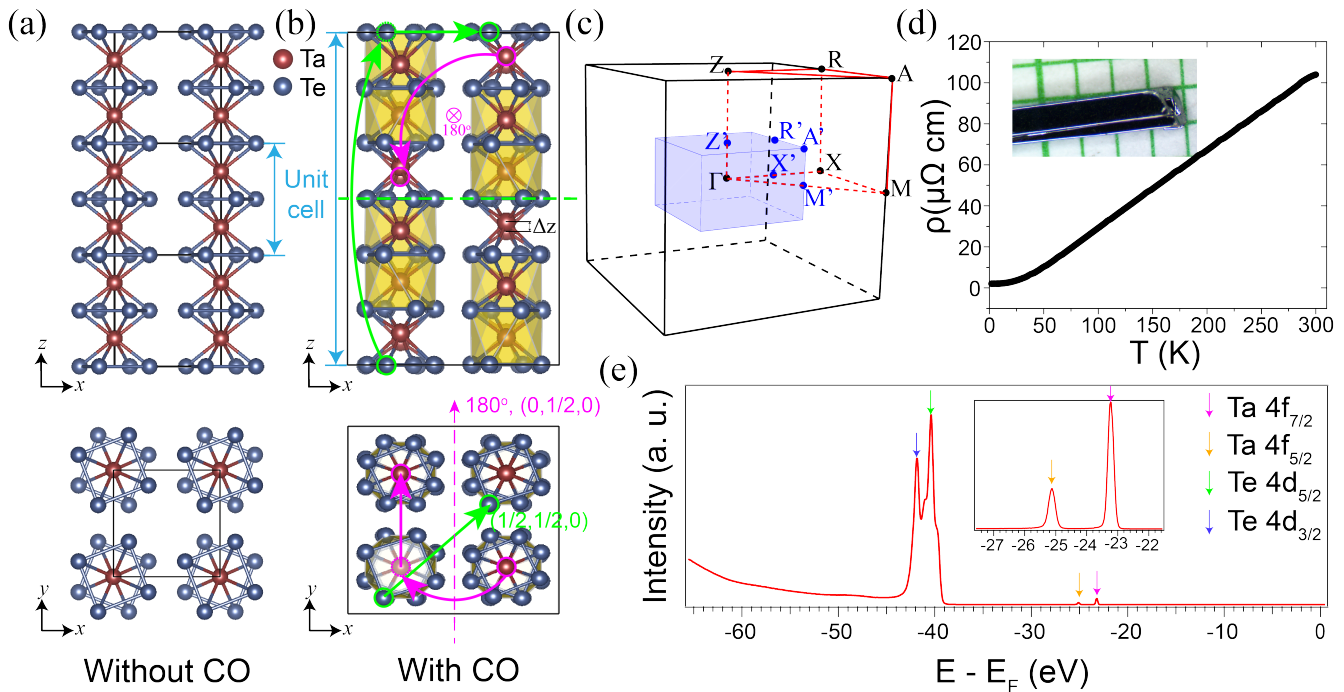 (a)
Ta
Te
Unit
cell
z
x
y
x
Without CO
(b)
⊗
180°
Δz
z
x
180°, (0,1/2,0)
(1/2,1/2,0)
y
x
With CO
(c)
Z R A
Z' R' A'
Γ X' X
M' M
(d)
ρ(μΩ cm)
120
100
80
60
40
20
0
0 50 100 150 200 250 300
T (K)
(e)
Intensity (a. u.)
-27 -26 -25 -24 -23 -22
Ta 4f7/2
Ta 4f5/2
Te 4d5/2
Te 4d3/2
-60 -50 -40 -30 -20 -10 0
E - EF (eV)